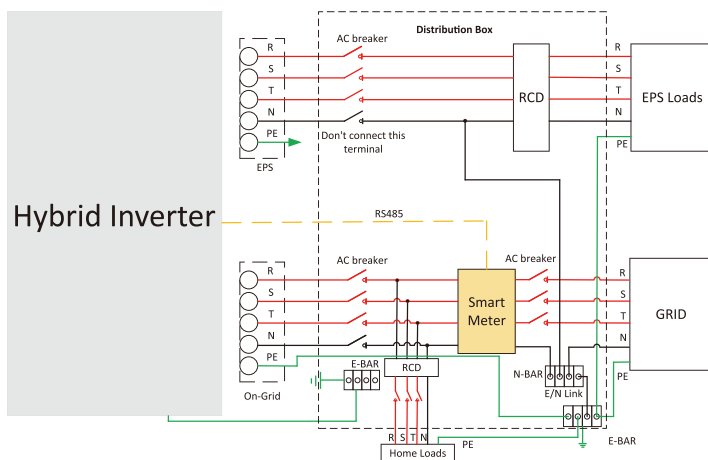 Distribution Box
AC breaker
R
S
T
N
PE
EPS
Don't connect this
terminal
RCD
R
S
T
N
PE
EPS Loads
Hybrid Inverter
RS485
AC breaker
AC breaker
R
S
T
N
PE
On-Grid
Smart
Meter
R
S
T
N
PE
GRID
E-BAR
RCD
N-BAR
E/N Link
R S T N
PE
E-BAR
Home Loads